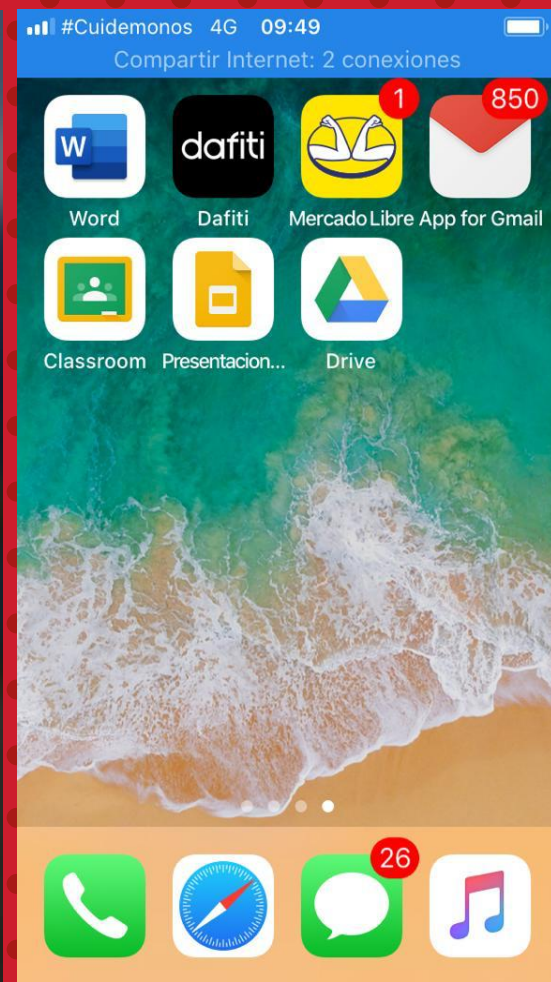 #Cuidemonos 4G 09:49
Compartir Internet: 2 conexiones
1
850
W
dafiti
Word
Dafiti
Mercado Libre
App for Gmail
Classroom
Presentacion...
Drive
26